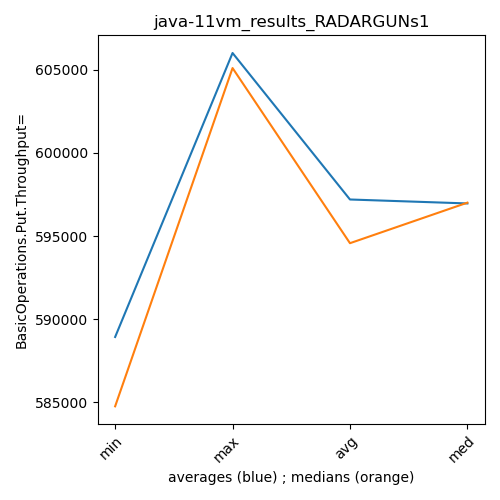 java-11vm_results_RADARGUNs1
BasicOperations.Put.Throughput=
605000
600000
595000
590000
585000
min
max
avg
med
averages (blue) ; medians (orange)